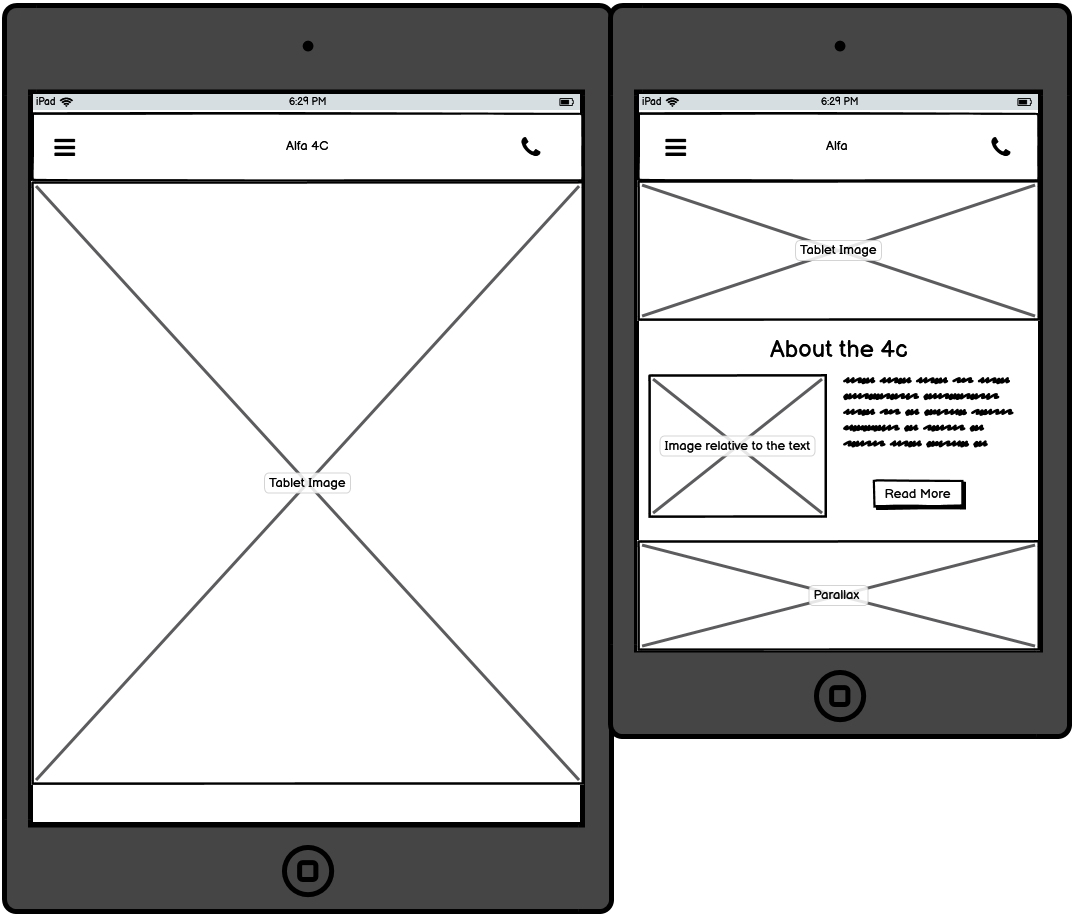 iPad
6:29 PM
Alfa 4C
Tablet Image
iPad
6:29 PM
Alfa
Tablet Image
About the 4c
Image relative to the text
Read More
Parallax